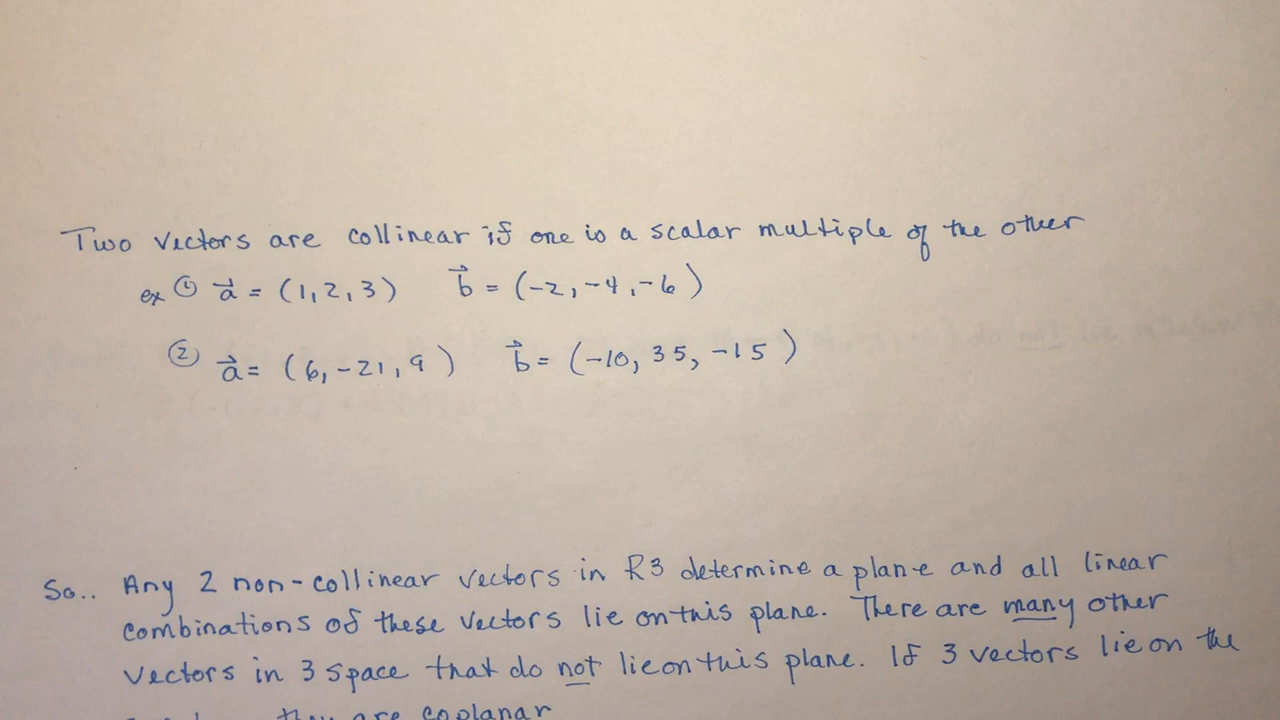 Two vectors are collinear if one is a scalar multiple of the other
ex ① a⃗ = (1, 2, 3) b⃗ = (-2, -4, -6)
② a⃗ = (6, -21, 9) b⃗ = (-10, 35, -15)
So.. Any 2 non-collinear vectors in R3 determine a plane and all linear
combinations of these vectors lie on this plane. There are many other
vectors in 3 space that do not lie on this plane. If 3 vectors lie on the
they are coplanar